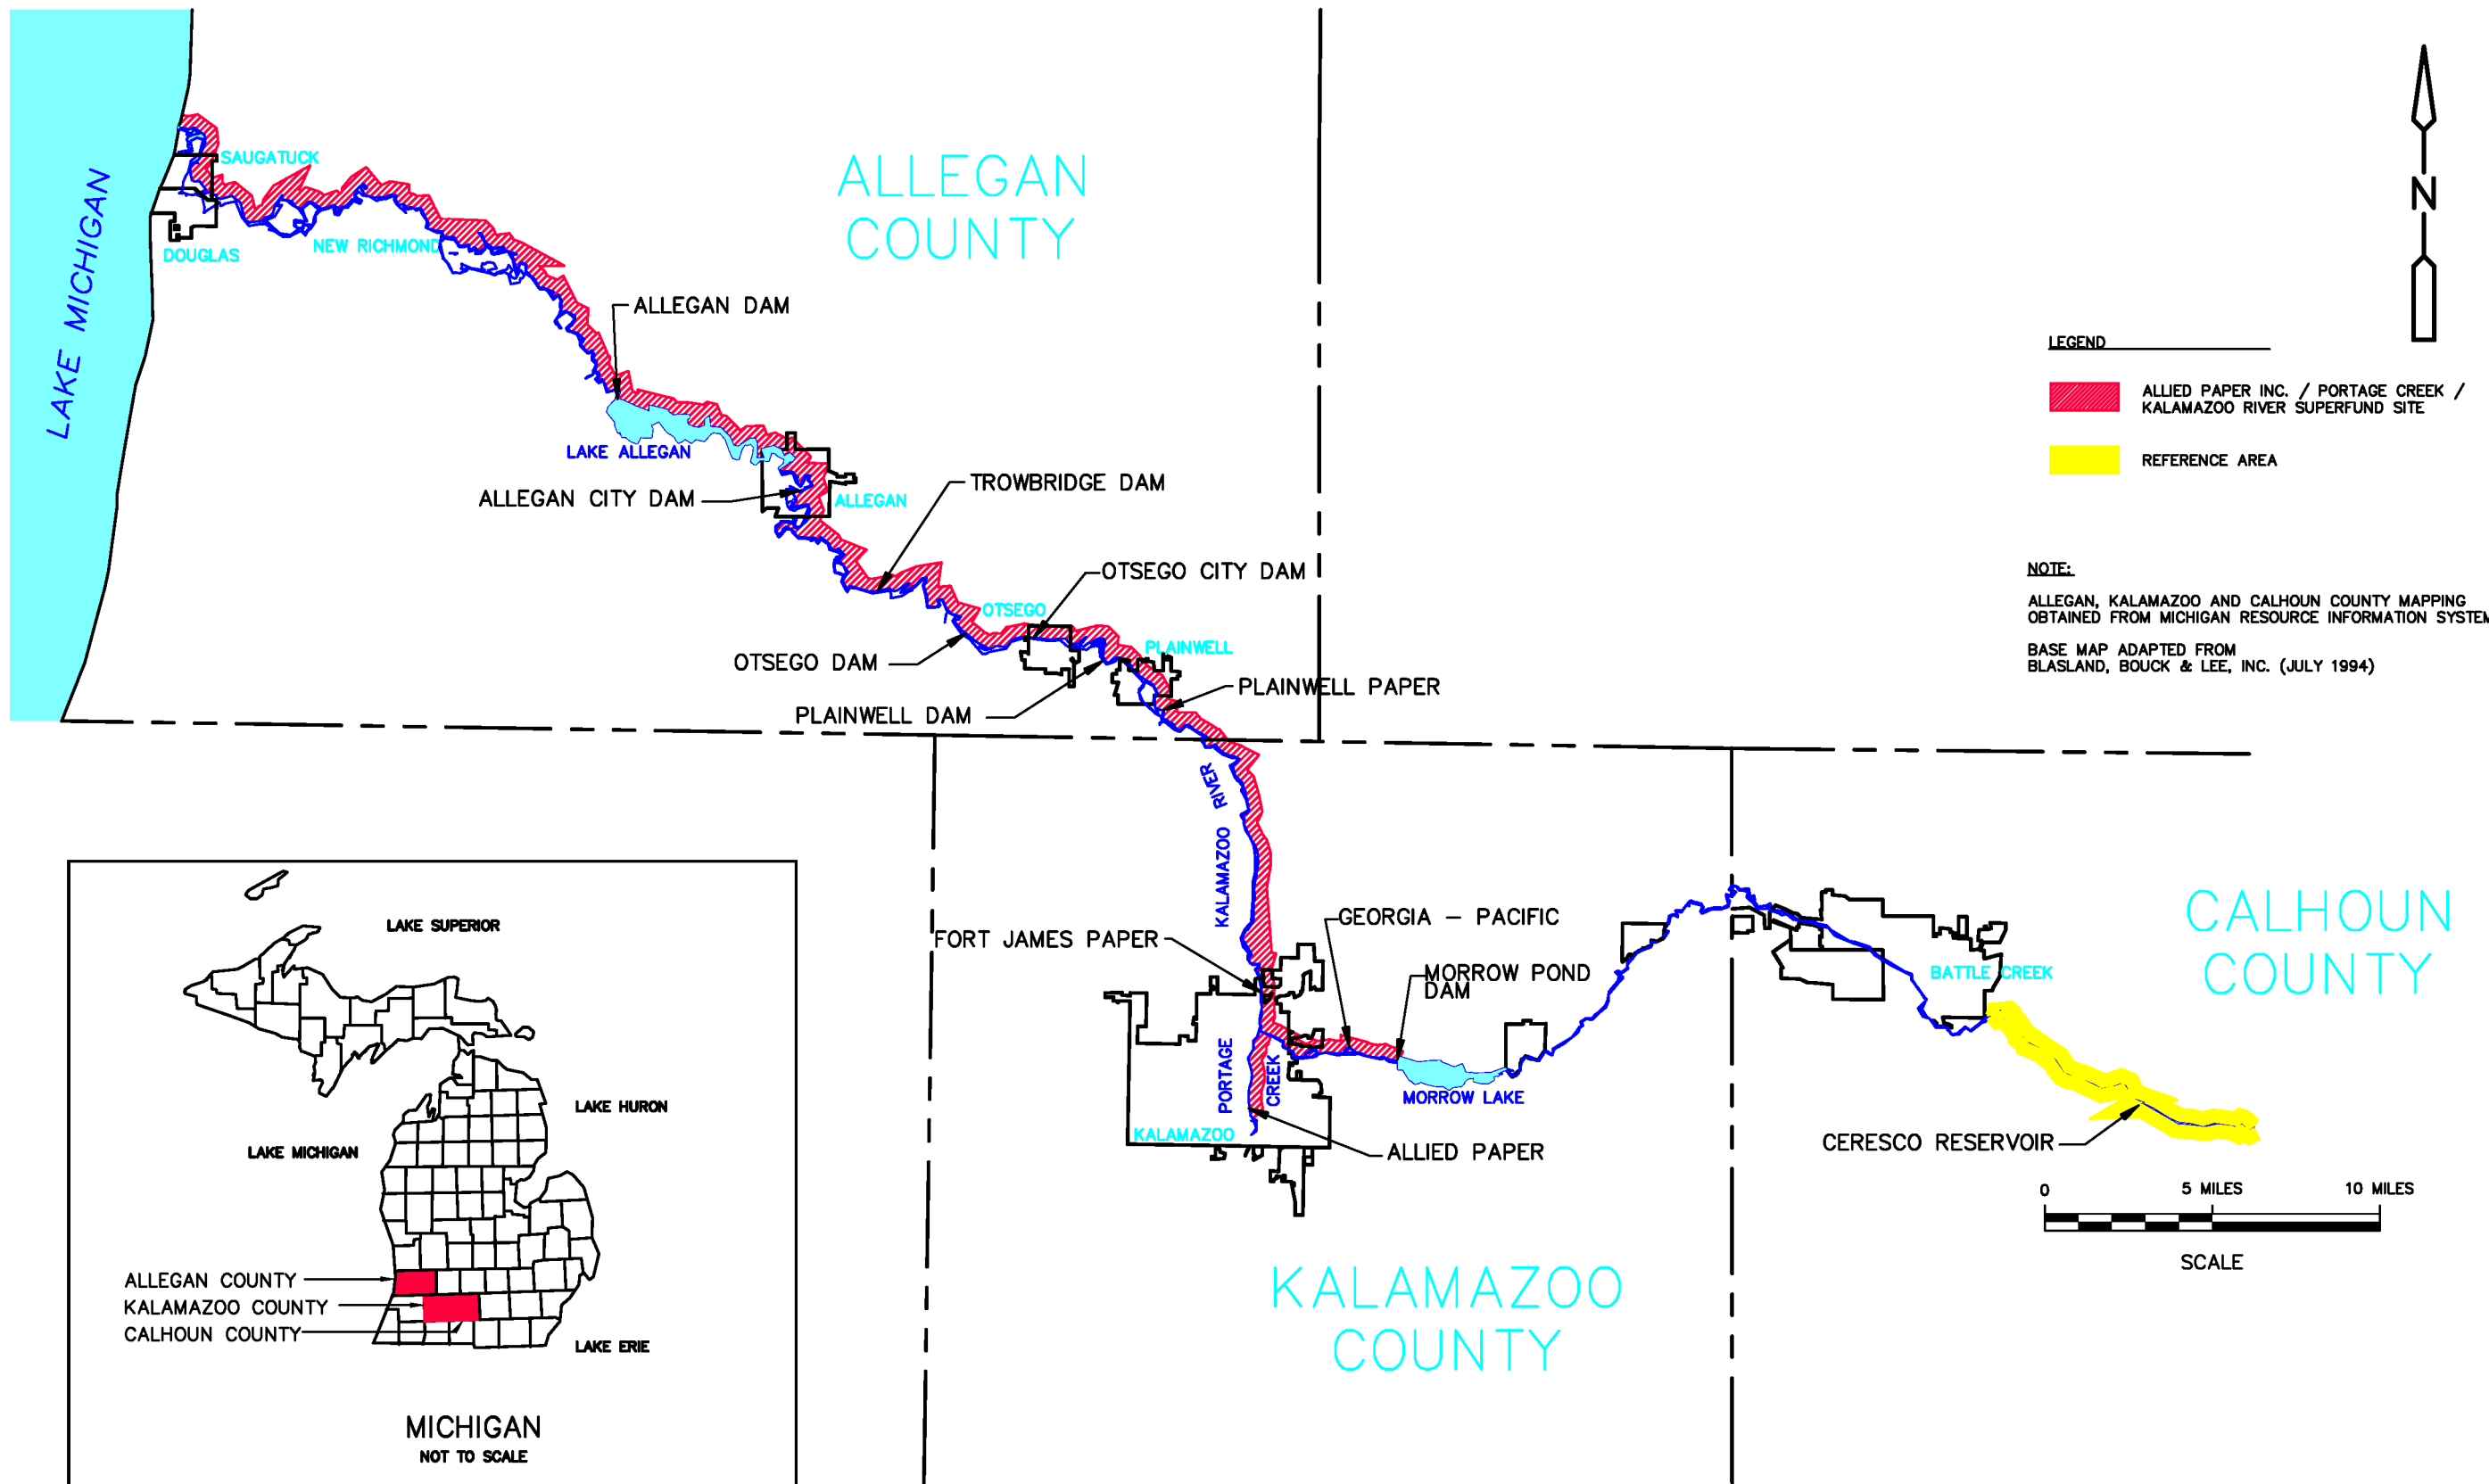 ALLEGAN
COUNTY
LAKE MICHIGAN
SAUGATUCK
DOUGLAS
NEW RICHMOND
ALLEGAN DAM
LAKE ALLEGAN
ALLEGAN CITY DAM
ALLEGAN
TROWBRIDGE DAM
OTSEGO CITY DAM
OTSEGO
OTSEGO DAM
PLAINWELL
PLAINWELL DAM
PLAINWELL PAPER
N
LEGEND
ALLIED PAPER INC. / PORTAGE CREEK /
KALAMAZOO RIVER SUPERFUND SITE
REFERENCE AREA
NOTE:
ALLEGAN, KALAMAZOO AND CALHOUN COUNTY MAPPING
OBTAINED FROM MICHIGAN RESOURCE INFORMATION SYSTEM
BASE MAP ADAPTED FROM
BLASLAND, BOUCK & LEE, INC. (JULY 1994)
KALAMAZOO RIVER
FORT JAMES PAPER
GEORGIA – PACIFIC
MORROW POND
DAM
PORTAGE
CREEK
MORROW LAKE
KALAMAZOO
ALLIED PAPER
BATTLE CREEK
CALHOUN
COUNTY
CERESCO RESERVOIR
0 5 MILES 10 MILES
SCALE
KALAMAZOO
COUNTY
LAKE SUPERIOR
LAKE HURON
LAKE MICHIGAN
ALLEGAN COUNTY
KALAMAZOO COUNTY
CALHOUN COUNTY
LAKE ERIE
MICHIGAN
NOT TO SCALE